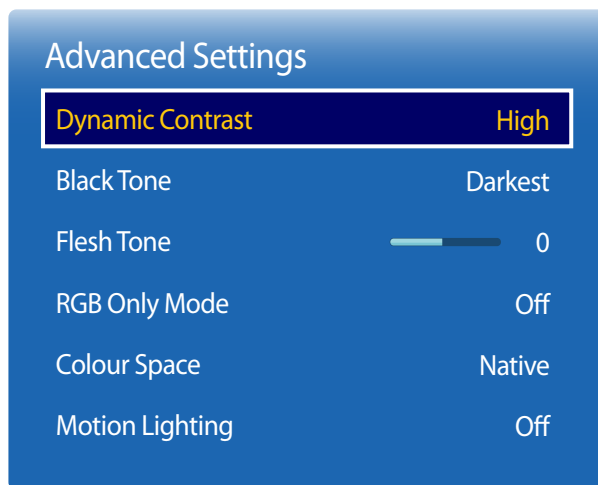 Advanced Settings
Dynamic Contrast High
Black Tone Darkest
Flesh Tone 0
RGB Only Mode Off
Colour Space Native
Motion Lighting Off